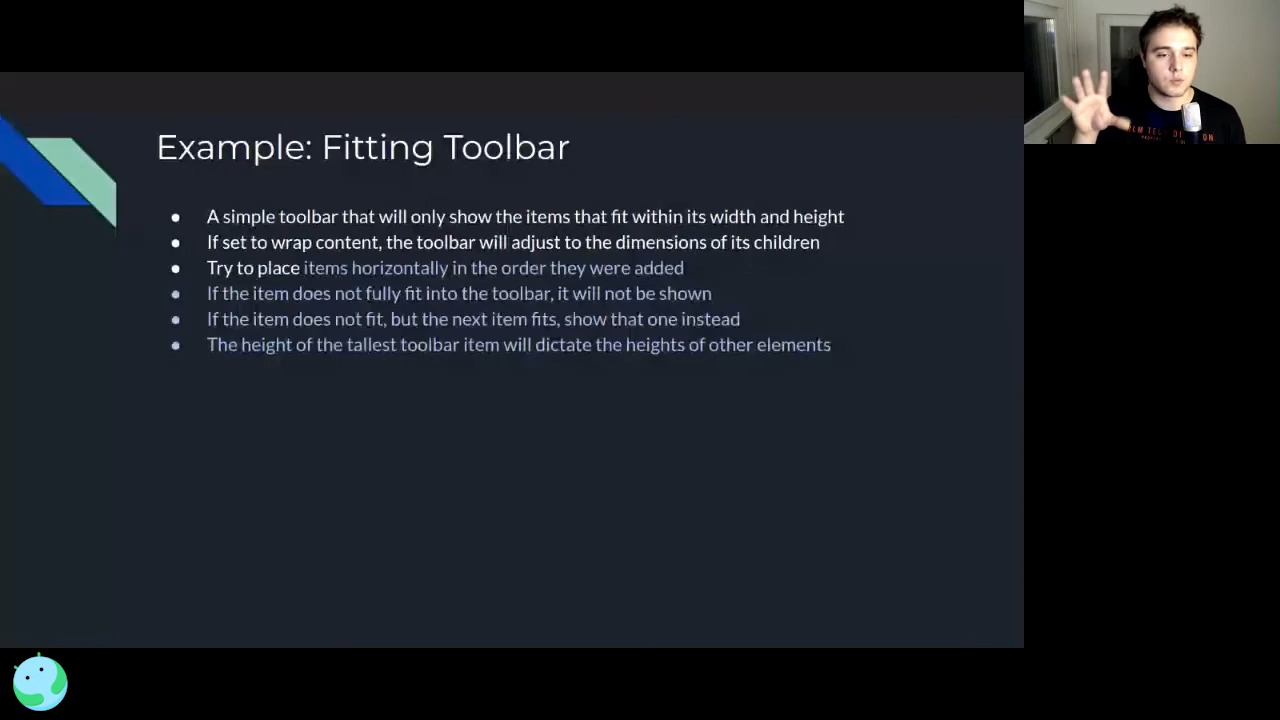 Example: Fitting Toolbar
● A simple toolbar that will only show the items that fit within its width and height
● If set to wrap content, the toolbar will adjust to the dimensions of its children
● Try to place items horizontally in the order they were added
● If the item does not fully fit into the toolbar, it will not be shown
● If the item does not fit, but the next item fits, show that one instead
● The height of the tallest toolbar item will dictate the heights of other elements